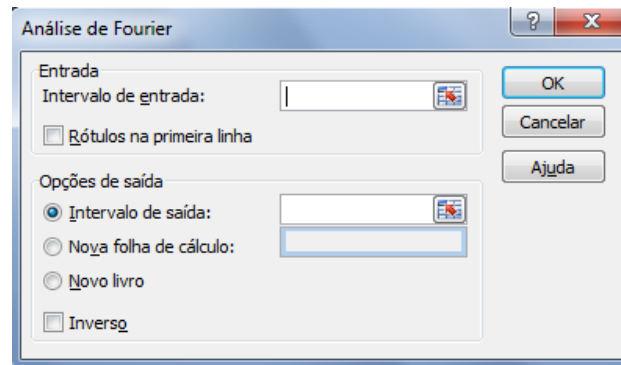 Análise de Fourier
?
Entrada
Intervalo de entrada:
Rótulos na primeira linha
Opções de saída
Intervalo de saída:
Nova folha de cálculo:
Novo livro
Inverso
OK
Cancelar
Ajuda